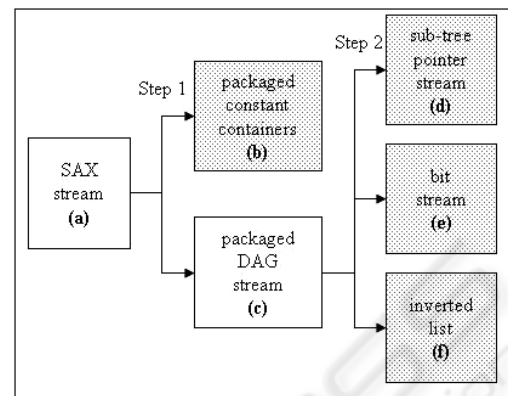 Step 1
Step 2
SAX
stream
(a)
packaged
constant
containers
(b)
packaged
DAG
stream
(c)
sub-tree
pointer
stream
(d)
bit
stream
(e)
inverted
list
(f)